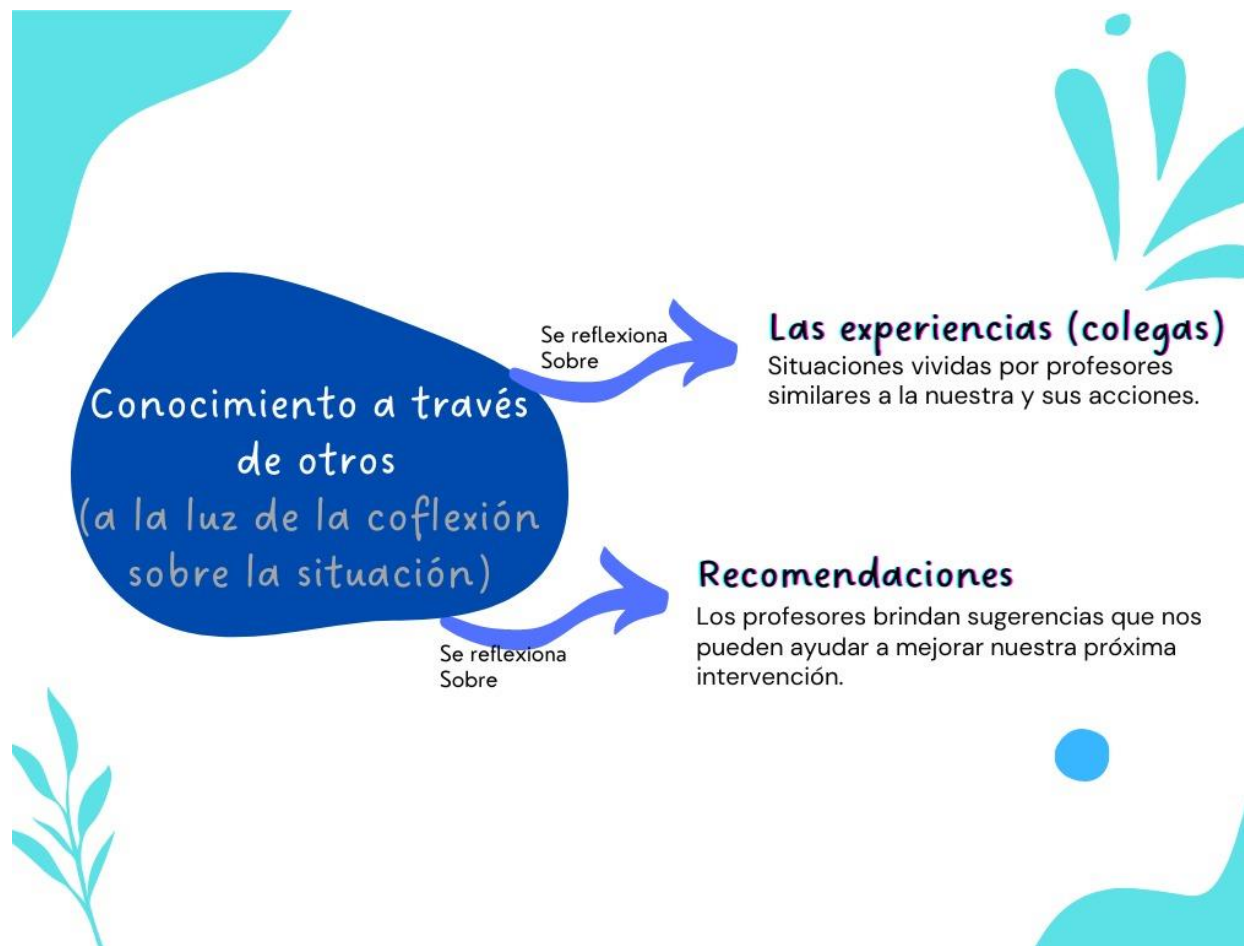 Conocimiento a través
de otros
(a la luz de la coflexión
sobre la situación)
Se reflexiona
Sobre
Las experiencias (colegas)
Situaciones vividas por profesores
similares a la nuestra y sus acciones.
Se reflexiona
Sobre
Recomendaciones
Los profesores brindan sugerencias que nos
pueden ayudar a mejorar nuestra próxima
intervención.